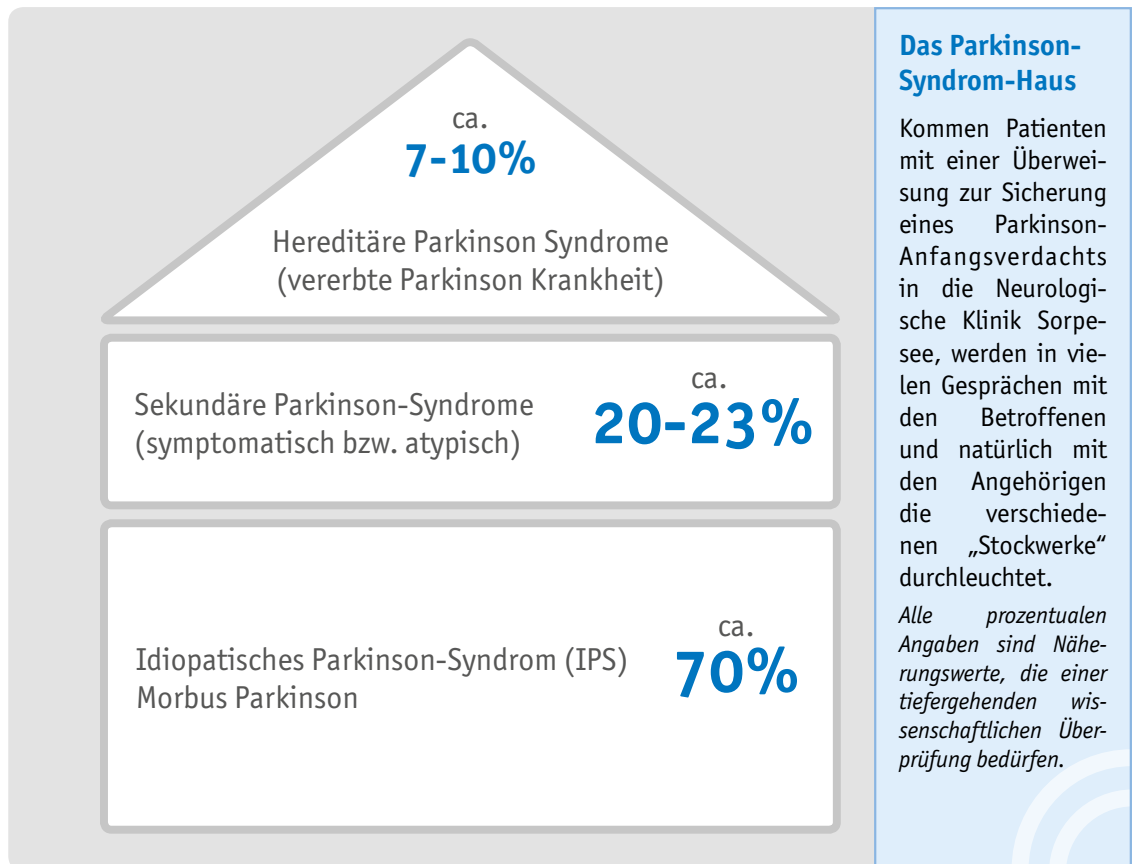 ca.
7-10%
Hereditäre Parkinson Syndrome
(vererbte Parkinson Krankheit)
Sekundäre Parkinson-Syndrome
(symptomatisch bzw. atypisch)
ca.
20-23%
Idiopatisches Parkinson-Syndrom (IPS)
Morbus Parkinson
ca.
70%
Das Parkinson-
Syndrom-Haus
Kommen Patienten
mit einer Überwei-
sung zur Sicherung
eines Parkinson-
Anfangsverdachts
in die Neurologi-
sche Klinik Sorpe-
see, werden in vie-
len Gesprächen mit
den Betroffenen
und natürlich mit
den Angehörigen
die verschiede-
nen „Stockwerke“
durchleuchtet.
Alle prozentualen
Angaben sind Nähe-
rungswerte, die einer
tiefergehenden wis-
senschaftlichen Über-
prüfung bedürfen.